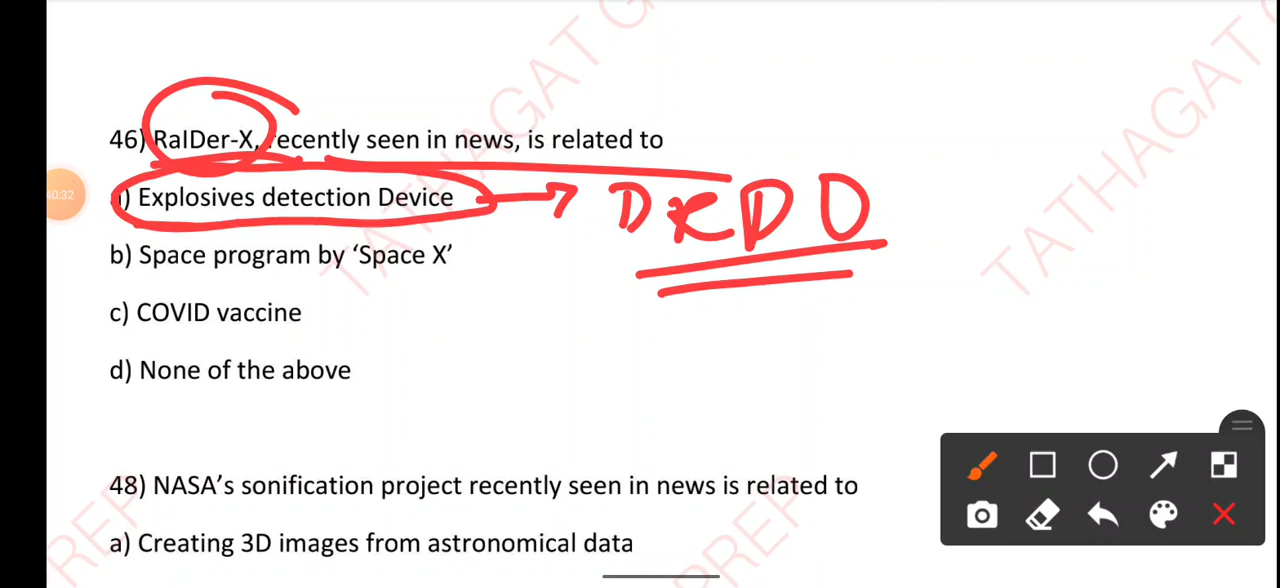 TATHAGAT G
TATHAGAT
46) RaIDer-X, recently seen in news, is related to
40:32
a) Explosives detection Device
DRDO
b) Space program by ‘Space X’
c) COVID vaccine
d) None of the above
48) NASA’s sonification project recently seen in news is related to
a) Creating 3D images from astronomical data
PREP
PREP